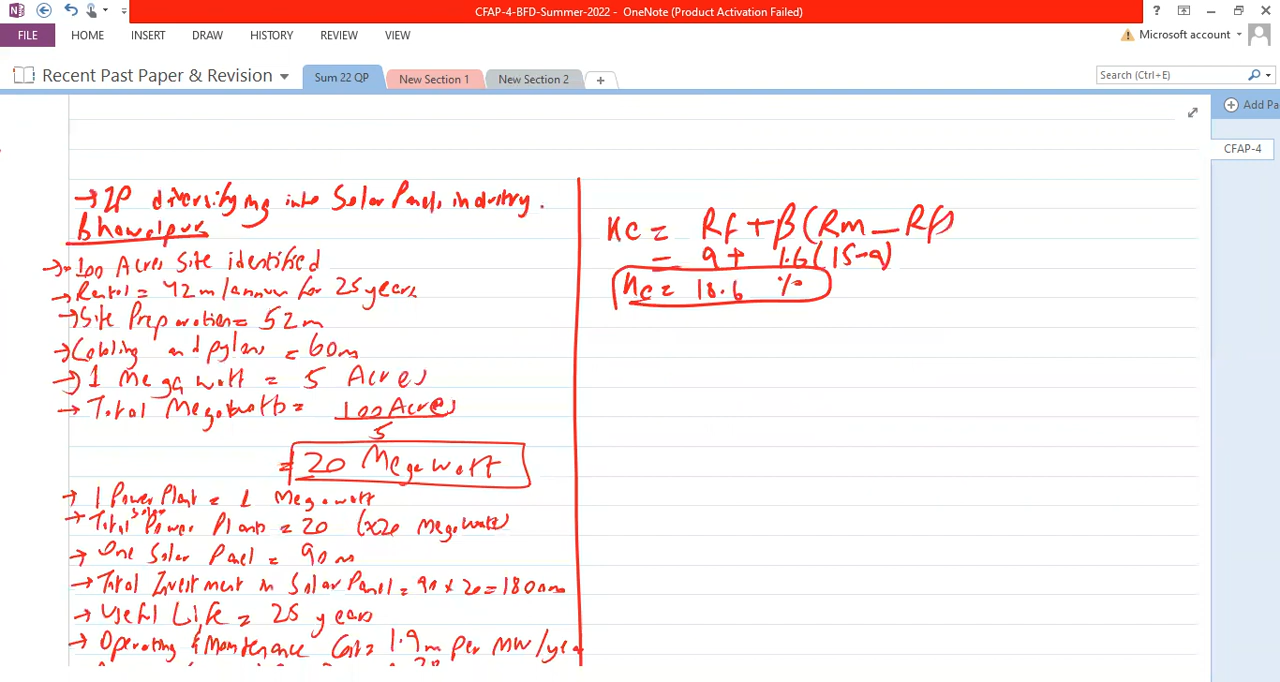 CFAP-4-BFD-Summer-2022 - OneNote (Product Activation Failed)
FILE HOME INSERT DRAW HISTORY REVIEW VIEW
Microsoft account
Recent Past Paper & Revision
Sum 22 QP New Section 1 New Section 2
Search (Ctrl+E)
Add Pa
CFAP-4
→ ZP diversifying into Solar Panels industry.
Bhawalpur
→ 100 Acres Site identified
→ Rental = 42m/annum for 25 years
→ Site Preparation = 52m
→ Cabling and pylons = 60m
→ 1 Mega watt = 5 Acres
→ Total Megawatts = 100 Acres
5
= 20 Megawatt
→ 1 Power Plant = 1 Megawatt
→ Total Solar Power Plants = 20 (x20 Megawatt)
→ One Solar Panel = 90m
→ Total Investment in Solar Panel = 90 x 20 = 1800m
→ Useful Life = 25 years
→ Operating & Maintenance Cost = 1.9m per MW/year
Ke = Rf + β (Rm - Rf)
= 9 + 1.6 (15-9)
Ke = 18.6 %